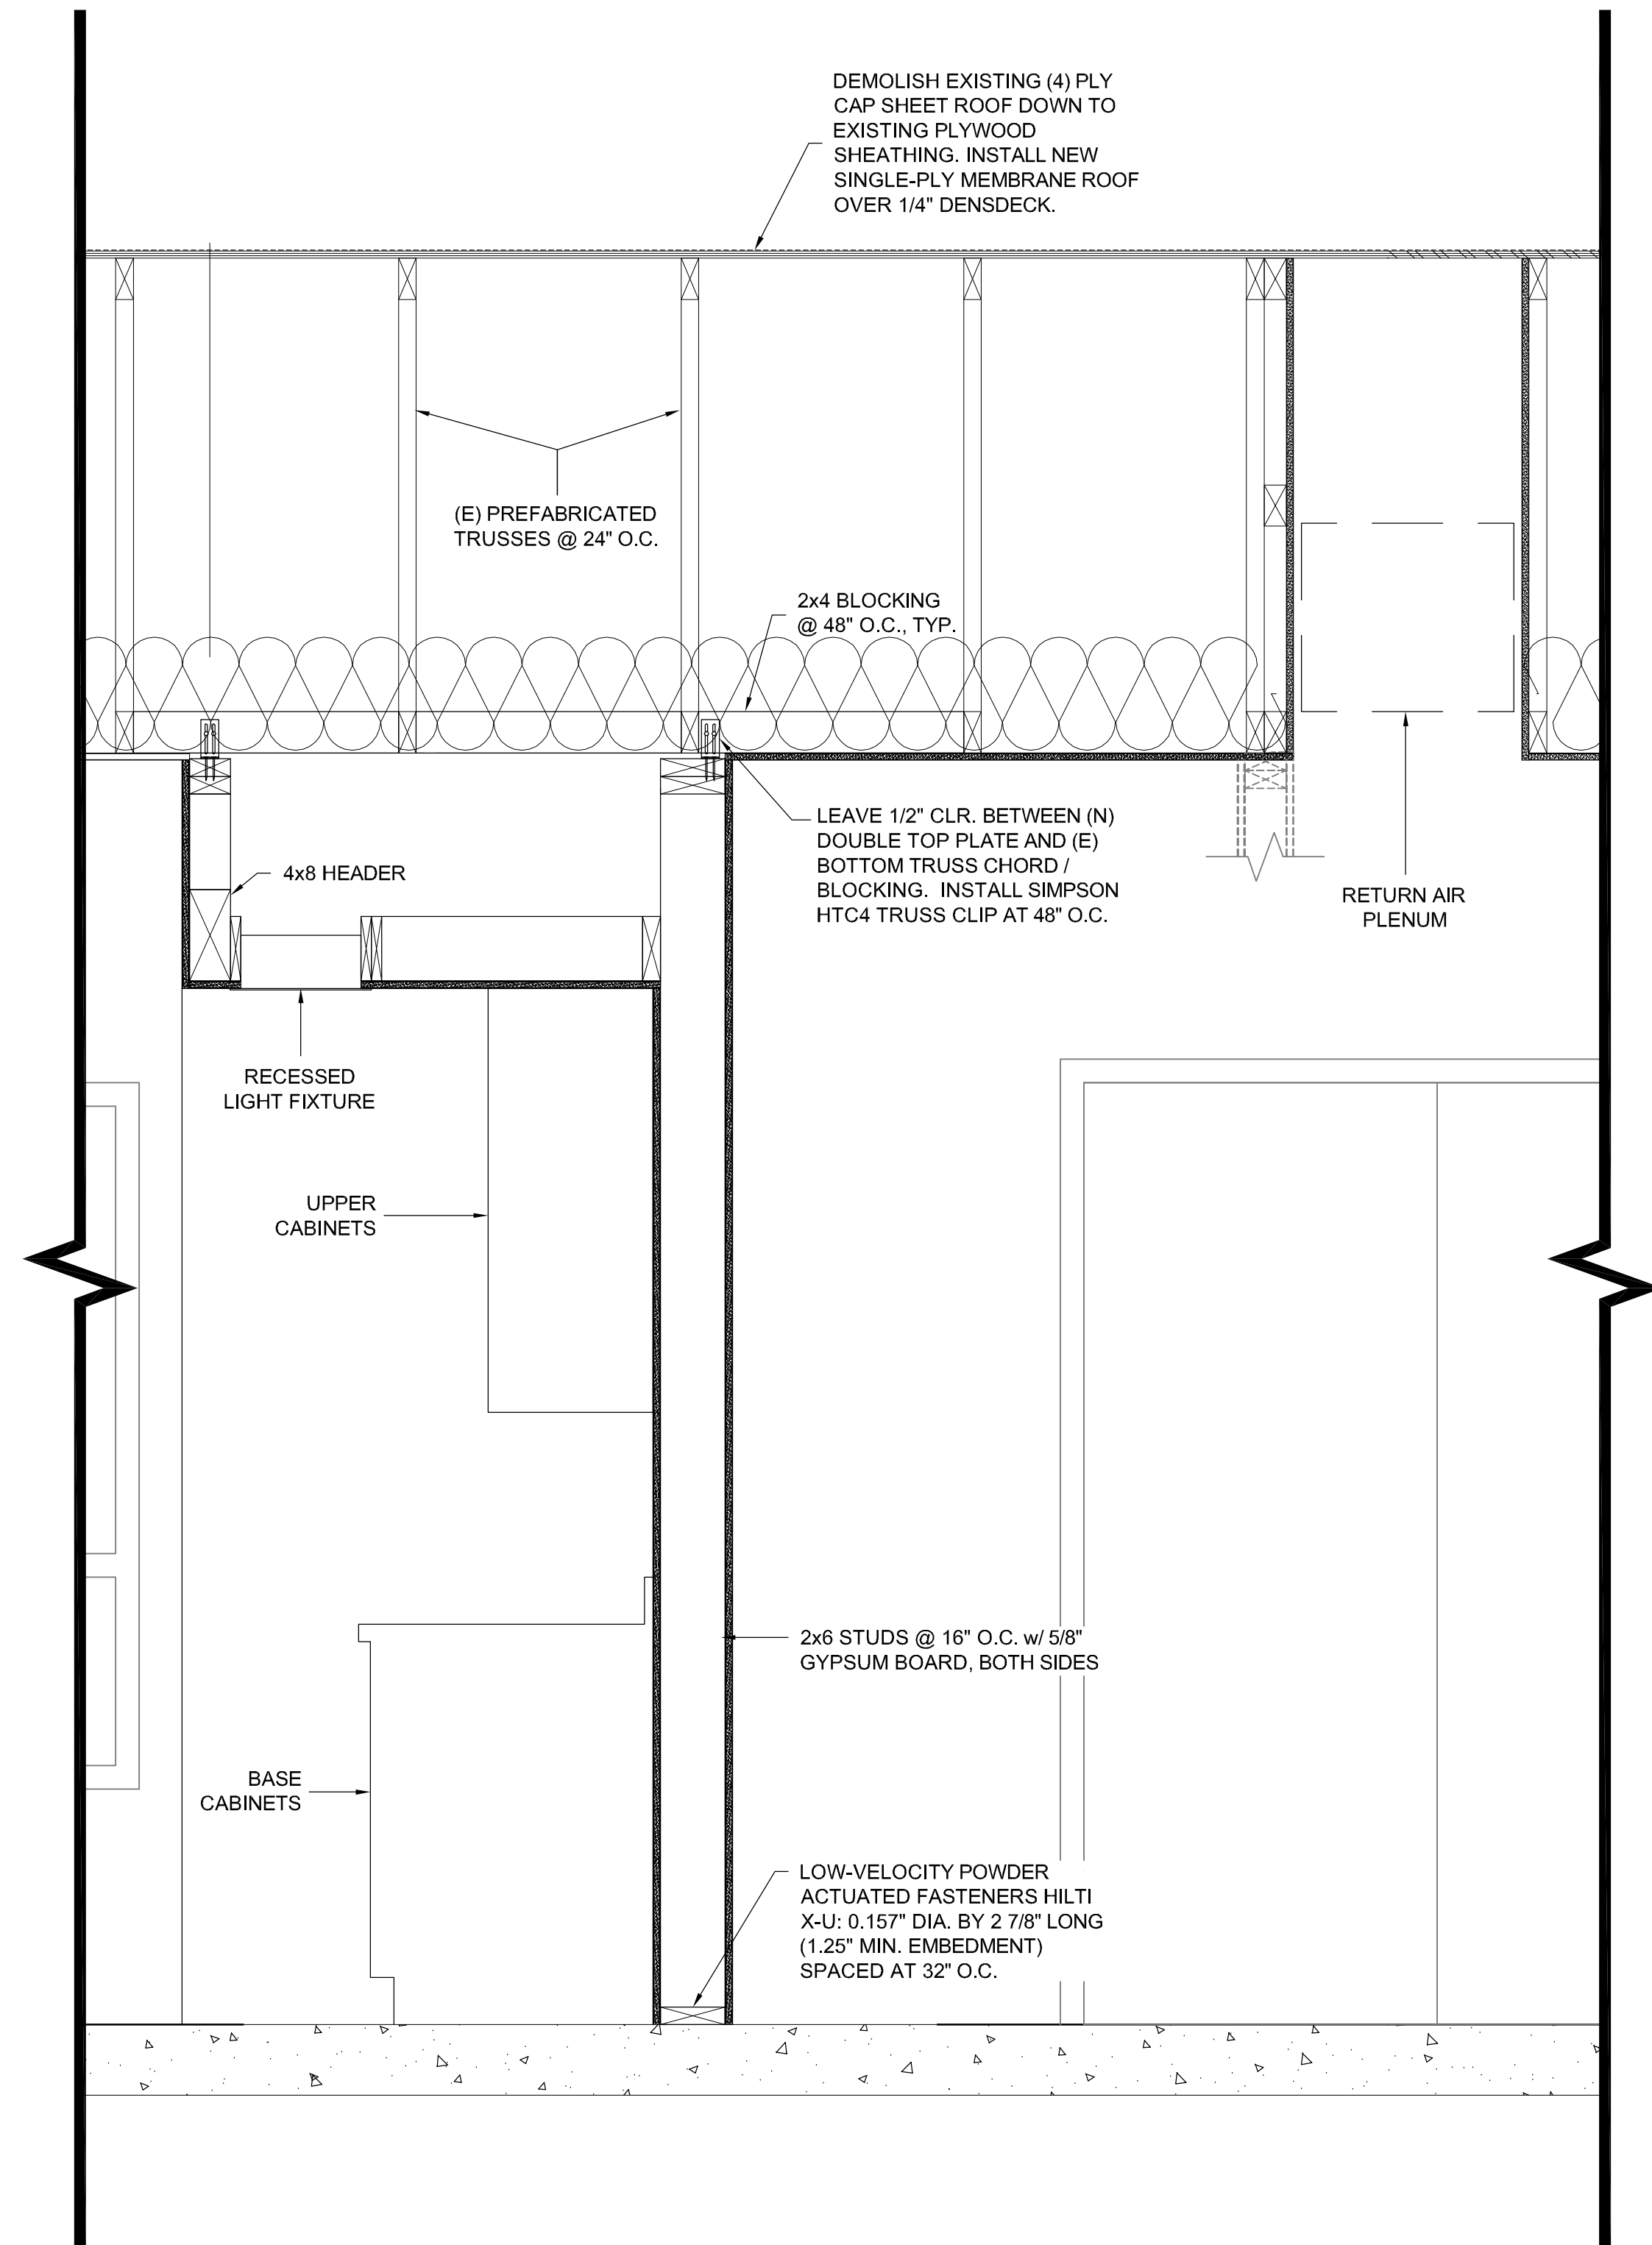 DEMOLISH EXISTING (4) PLY
CAP SHEET ROOF DOWN TO
EXISTING PLYWOOD
SHEATHING. INSTALL NEW
SINGLE-PLY MEMBRANE ROOF
OVER 1/4" DENSDECK.
(E) PREFABRICATED
TRUSSES @ 24" O.C.
2x4 BLOCKING
@ 48" O.C., TYP.
LEAVE 1/2" CLR. BETWEEN (N)
DOUBLE TOP PLATE AND (E)
BOTTOM TRUSS CHORD /
BLOCKING. INSTALL SIMPSON
HTC4 TRUSS CLIP AT 48" O.C.
4x8 HEADER
RETURN AIR
PLENUM
RECESSED
LIGHT FIXTURE
UPPER
CABINETS
2x6 STUDS @ 16" O.C. w/ 5/8"
GYPSUM BOARD, BOTH SIDES
BASE
CABINETS
LOW-VELOCITY POWDER
ACTUATED FASTENERS HILTI
X-U: 0.157" DIA. BY 2 7/8" LONG
(1.25" MIN. EMBEDMENT)
SPACED AT 32" O.C.